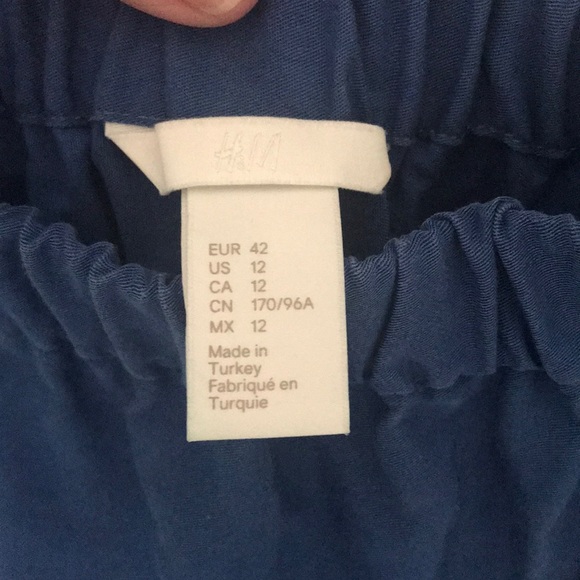 H&M
EUR 42
US 12
CA 12
CN 170/96A
MX 12
Made in
Turkey
Fabriqué en
Turquie